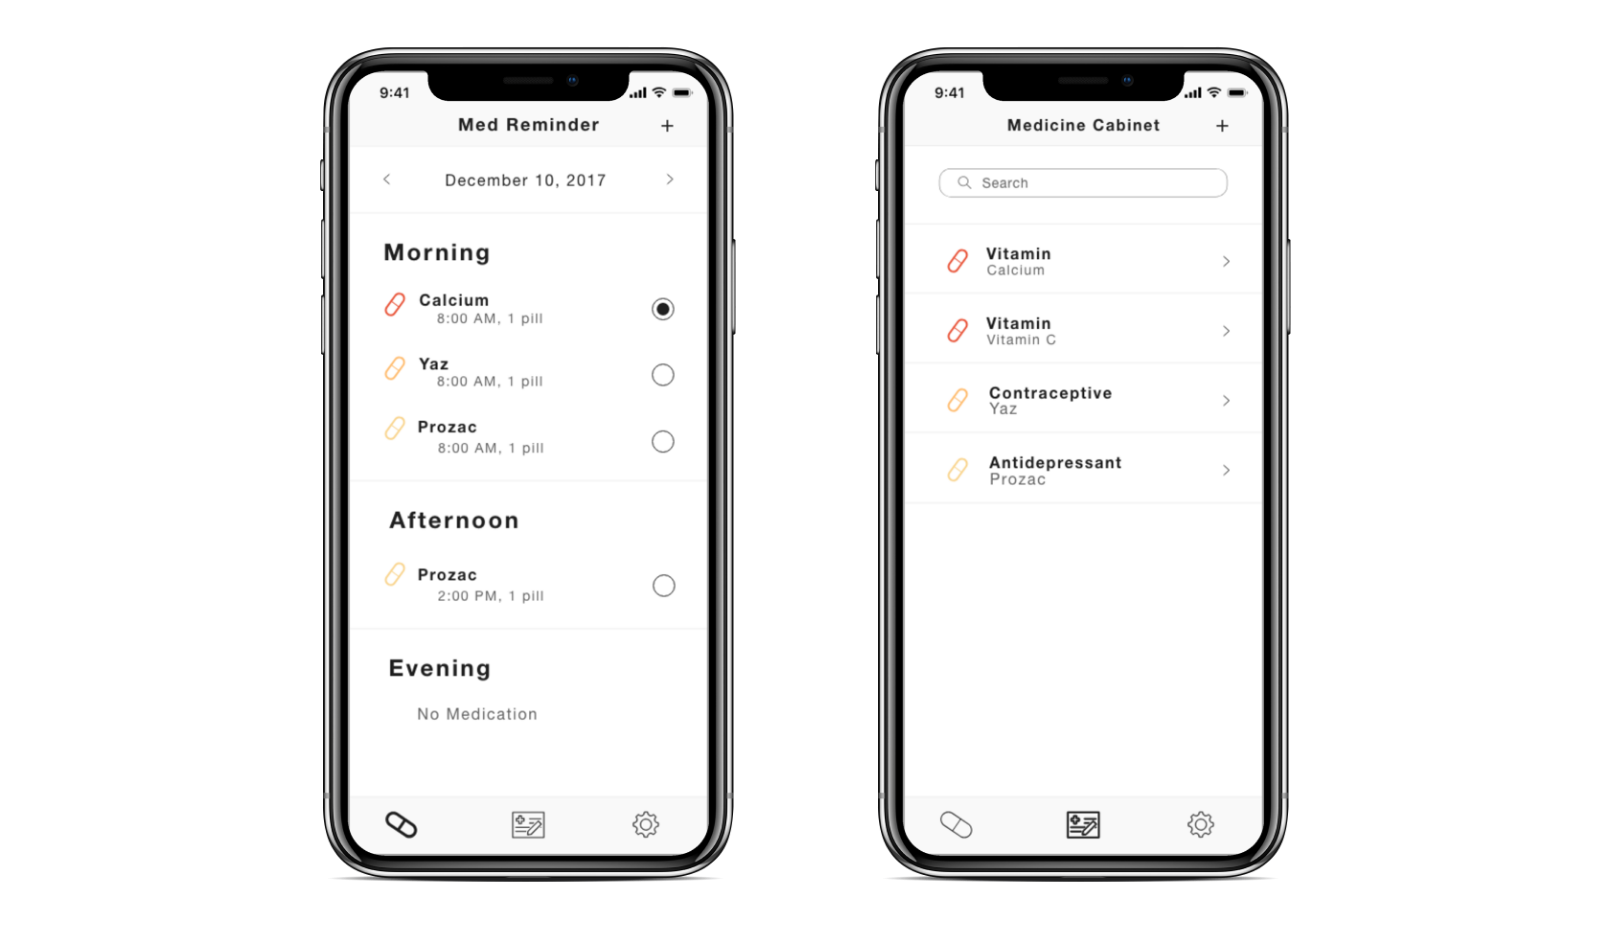 9:41
Med Reminder +
December 10, 2017
Morning
Calcium
8:00 AM, 1 pill
Yaz
8:00 AM, 1 pill
Prozac
8:00 AM, 1 pill
Afternoon
Prozac
2:00 PM, 1 pill
Evening
No Medication
9:41
Medicine Cabinet +
Search
Vitamin
Calcium
Vitamin
Vitamin C
Contraceptive
Yaz
Antidepressant
Prozac